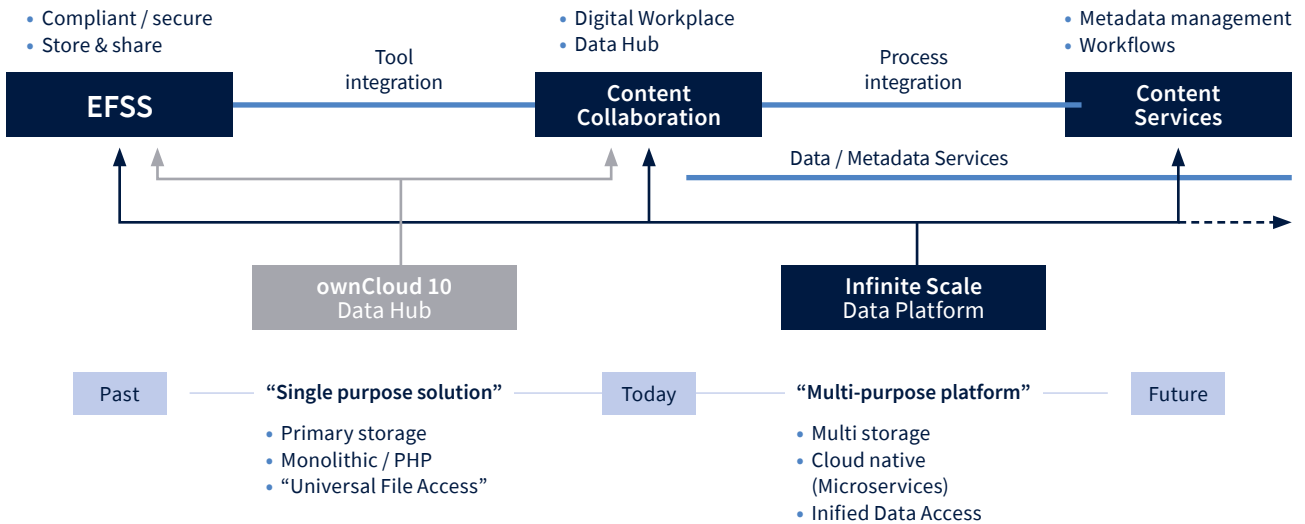 • Compliant / secure
• Store & share
• Digital Workplace
• Data Hub
• Metadata management
• Workflows
Tool
integration
Process
integration
EFSS
Content
Collaboration
Content
Services
Data / Metadata Services
ownCloud 10
Data Hub
Infinite Scale
Data Platform
Past
“Single purpose solution”
Today
“Multi-purpose platform”
Future
• Primary storage
• Monolithic / PHP
• “Universal File Access”
• Multi storage
• Cloud native
(Microservices)
• Inified Data Access